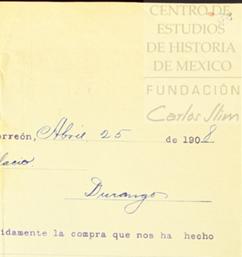 CENTRO DE
ESTUDIOS
DE HISTORIA
DE MEXICO
FUNDACIÓN
Carlos Slim
orreón, Abril 25 de 1908
lacio.
Durango
idamente la compra que nos ha hecho